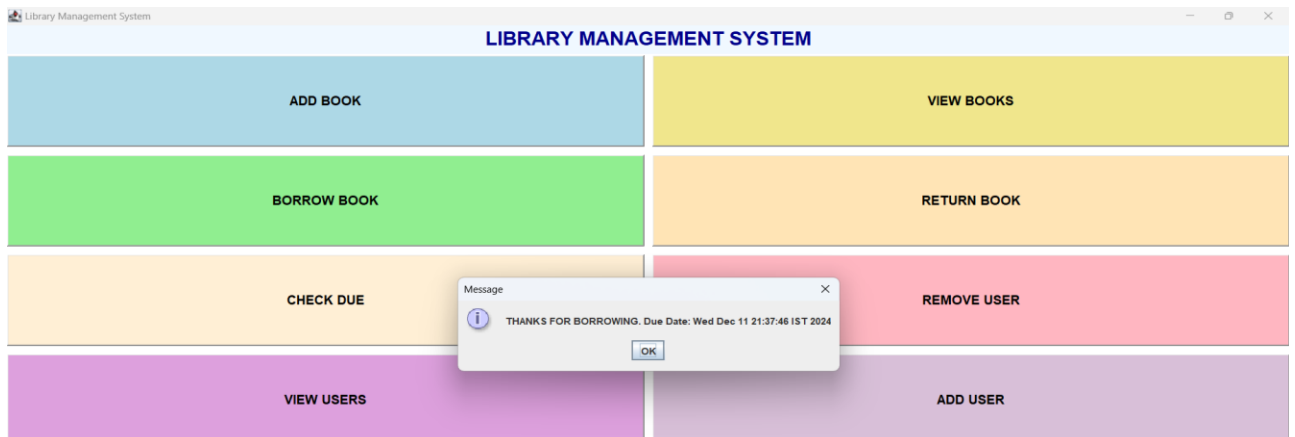 Library Management System
LIBRARY MANAGEMENT SYSTEM
ADD BOOK
VIEW BOOKS
BORROW BOOK
RETURN BOOK
CHECK DUE
REMOVE USER
Message
THANKS FOR BORROWING. Due Date: Wed Dec 11 21:37:46 IST 2024
OK
VIEW USERS
ADD USER